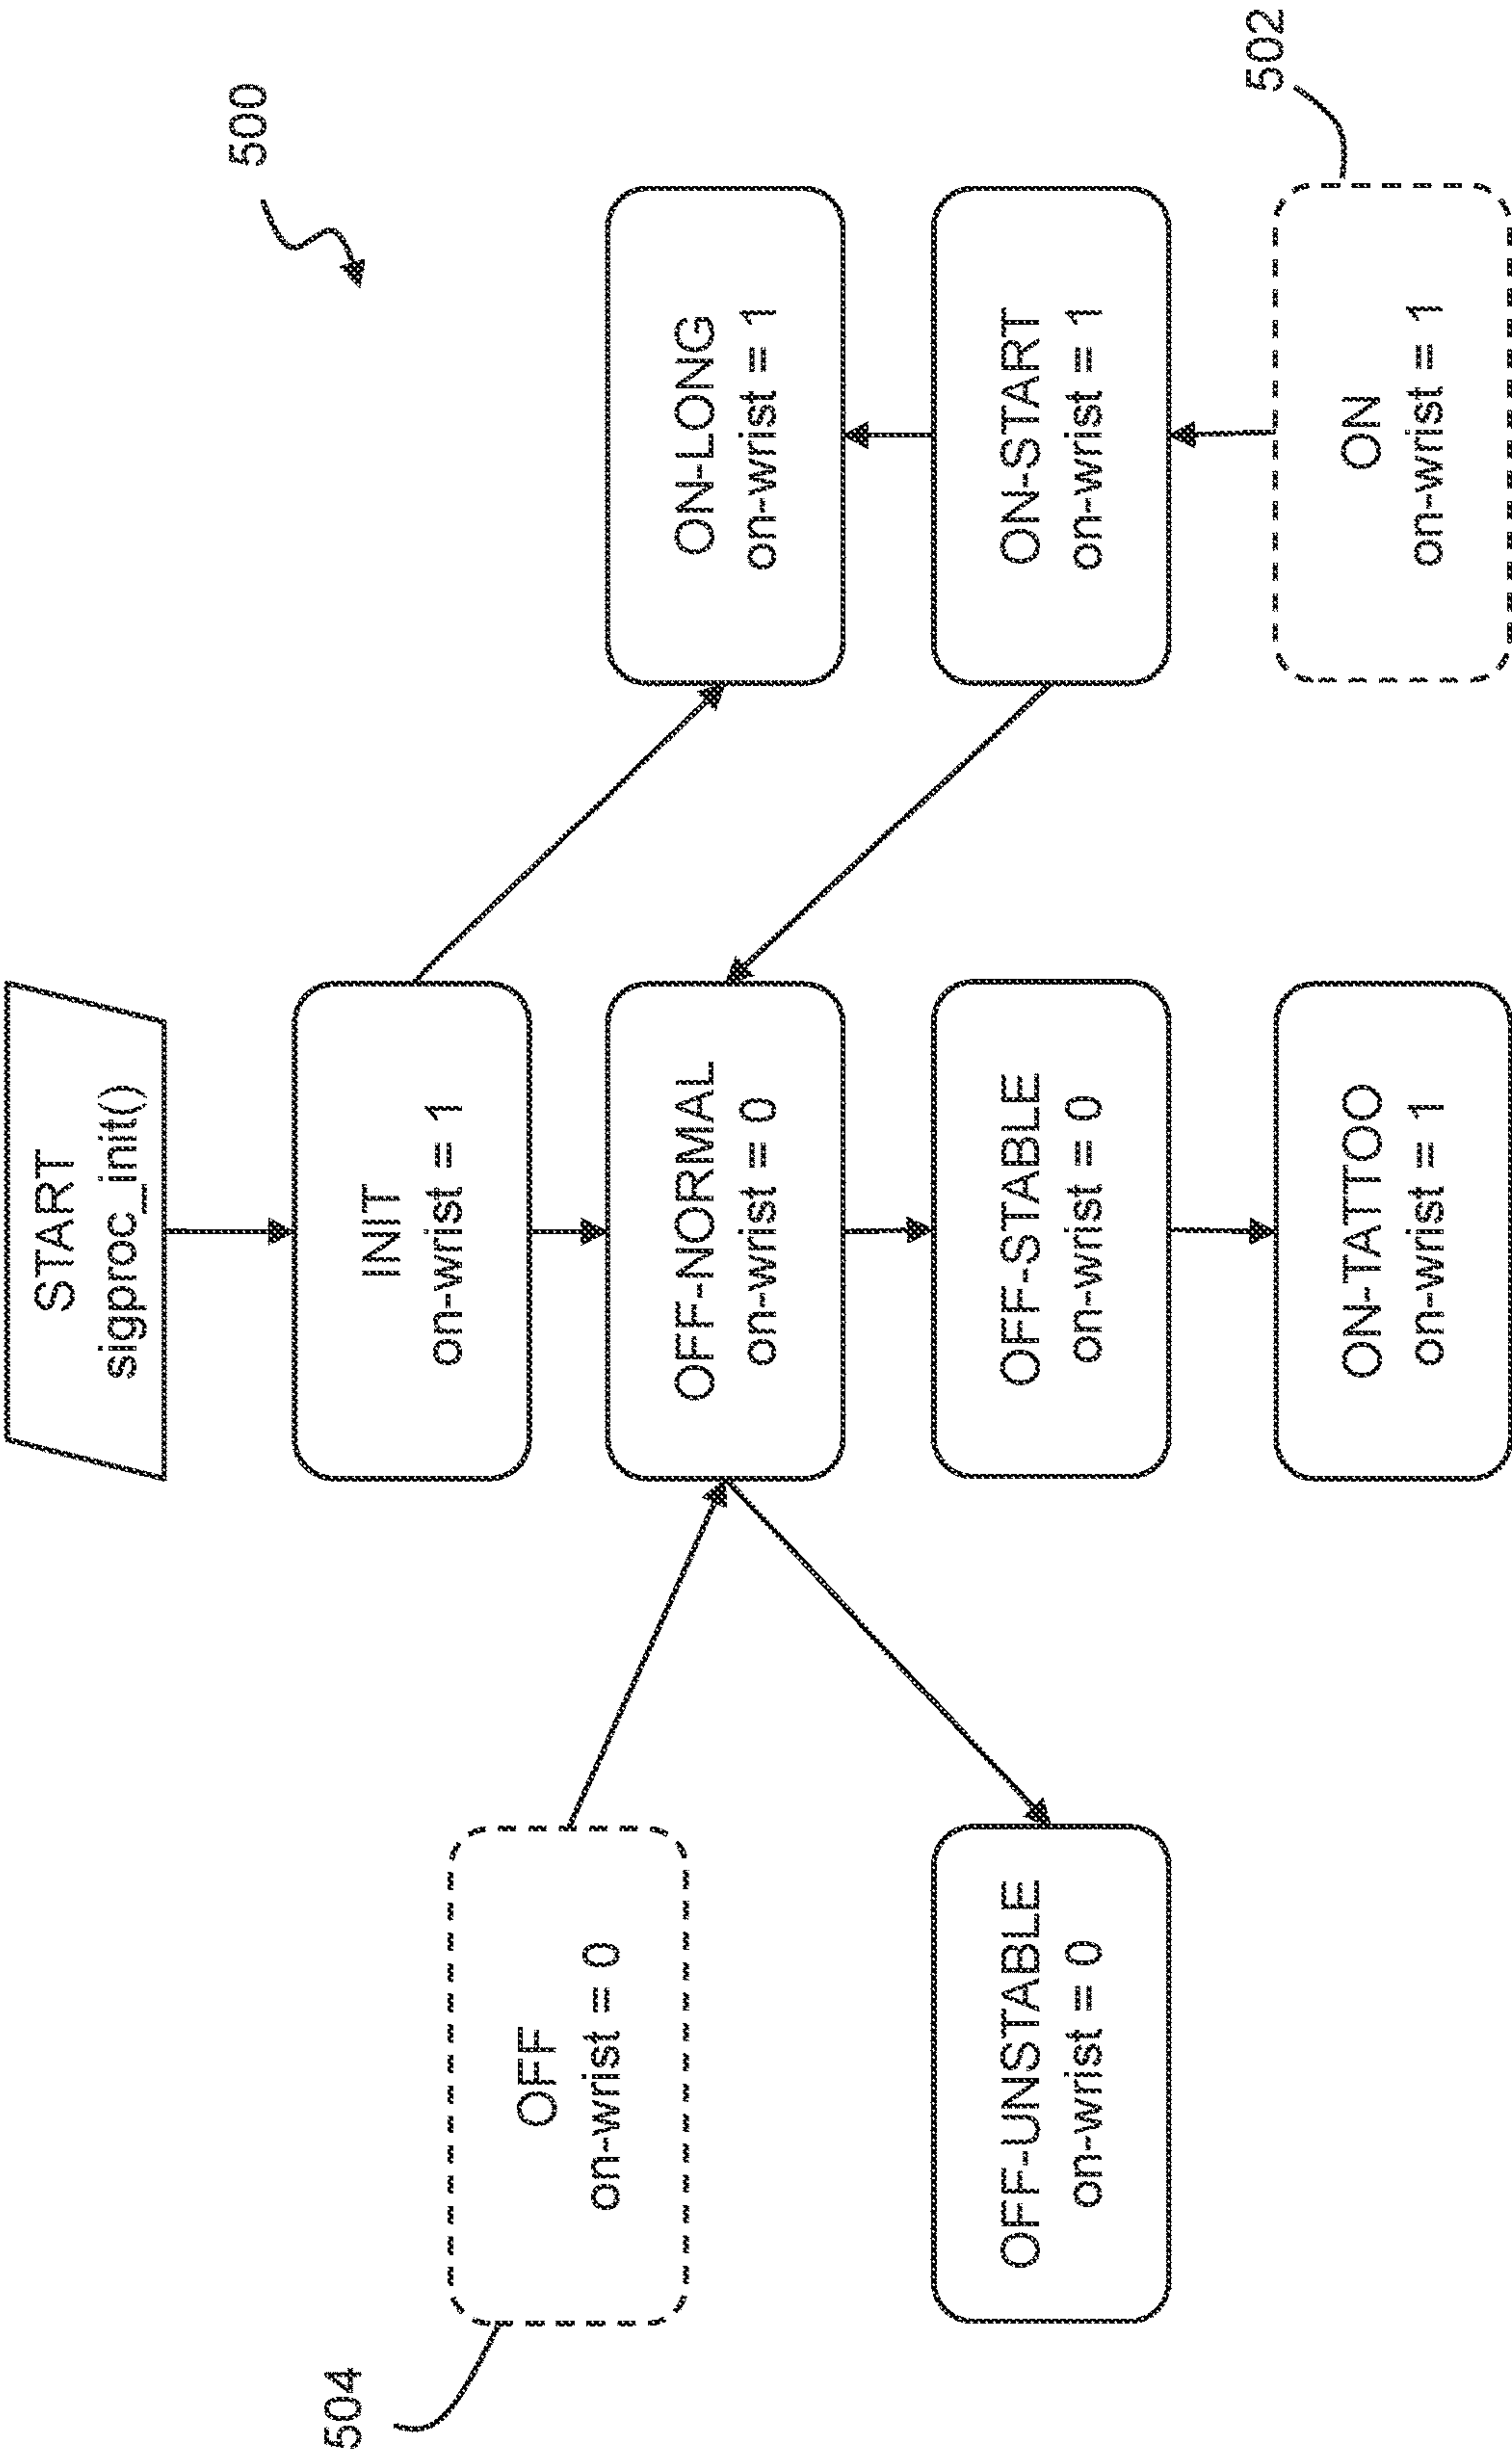 500
START
sigproc_init()
INIT
on-wrist = 1
504
OFF
on-wrist = 0
OFF-NORMAL
on-wrist = 0
ON-LONG
on-wrist = 1
OFF-UNSTABLE
on-wrist = 0
OFF-STABLE
on-wrist = 0
ON-START
on-wrist = 1
ON-TATTOO
on-wrist = 1
ON
on-wrist = 1
502